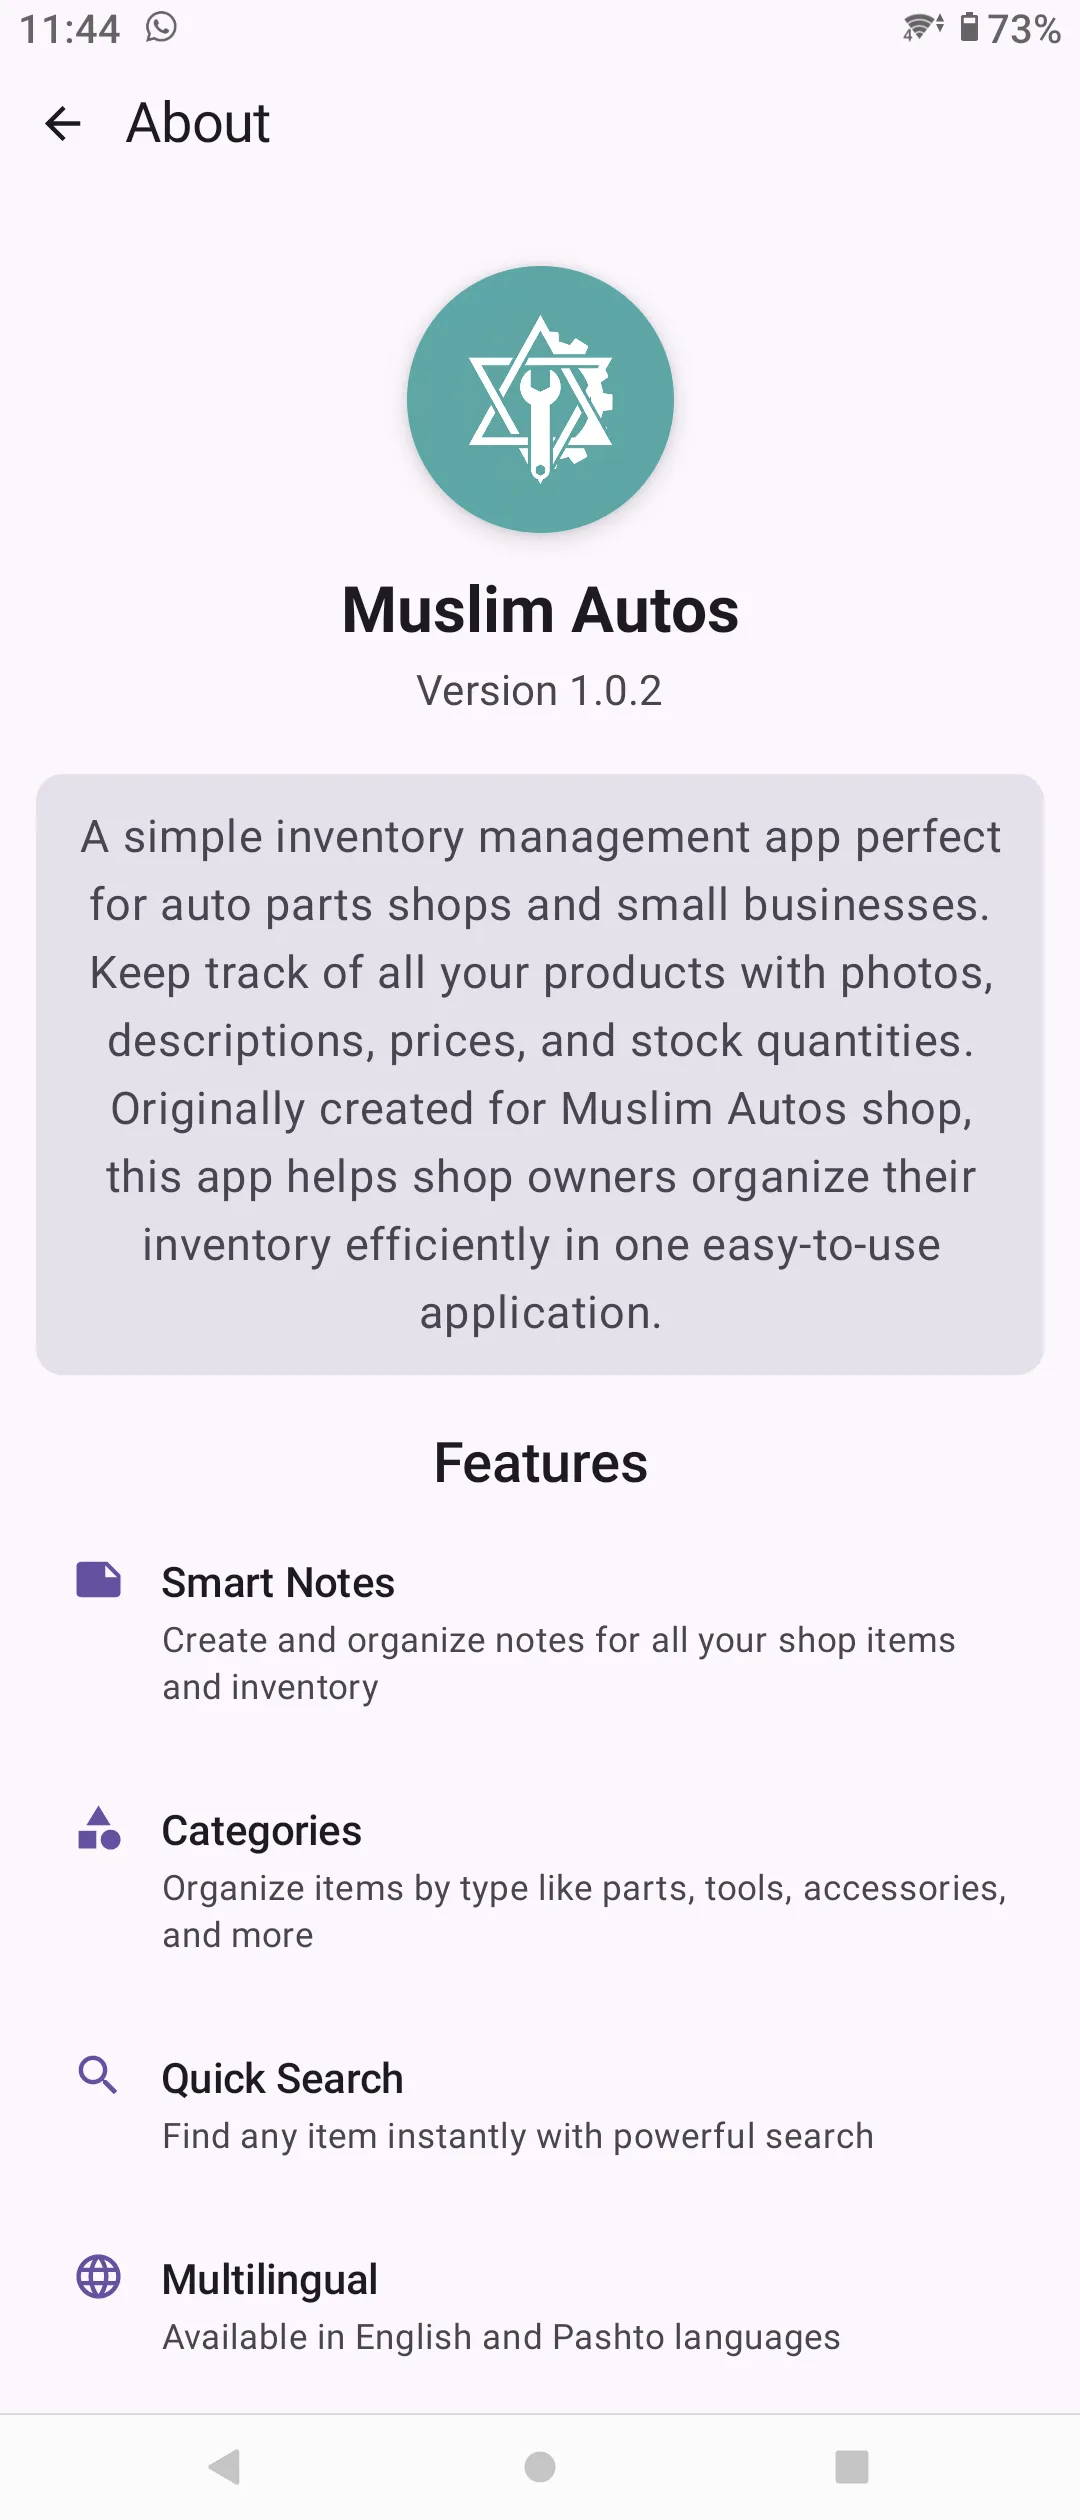 11:44
4
73%
About
Muslim Autos
Version 1.0.2
A simple inventory management app perfect
for auto parts shops and small businesses.
Keep track of all your products with photos,
descriptions, prices, and stock quantities.
Originally created for Muslim Autos shop,
this app helps shop owners organize their
inventory efficiently in one easy-to-use
application.
Features
Smart Notes
Create and organize notes for all your shop items
and inventory
Categories
Organize items by type like parts, tools, accessories,
and more
Quick Search
Find any item instantly with powerful search
Multilingual
Available in English and Pashto languages